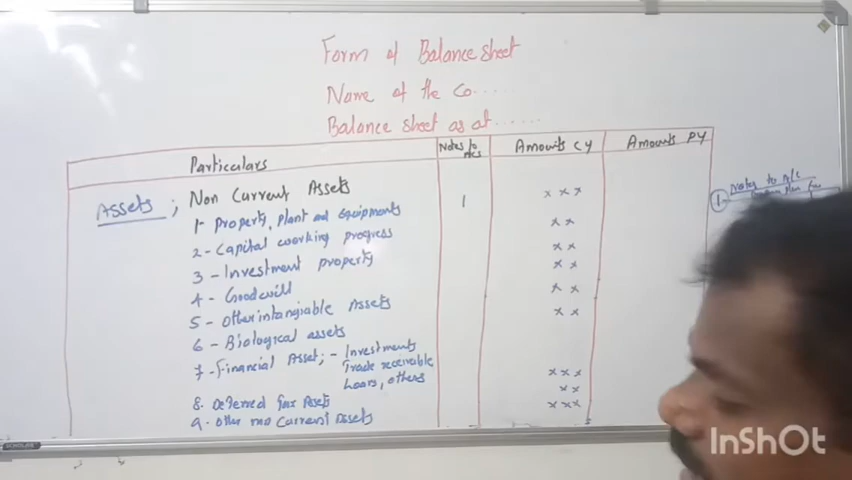 Form of Balance sheet
Name of the Co......
Balance sheet as at......
Particulars Notes to A/cs Amounts CY Amounts PY
Assets ; Non Current Assets
1- Property, Plant and Equipments 1 x x x
2 - Capital working progress x x
3 - Investment property x x
4 - Goodwill x x
5 - Other intangiable Assets x x
6 - Biological assets
7 - Financial Asset; - Investments
Trade receivable
Loans, others x x x
8. Deferred Tax Assets x x
9. Other non Current Assets x x x
1- Notes to A/c
InShOt